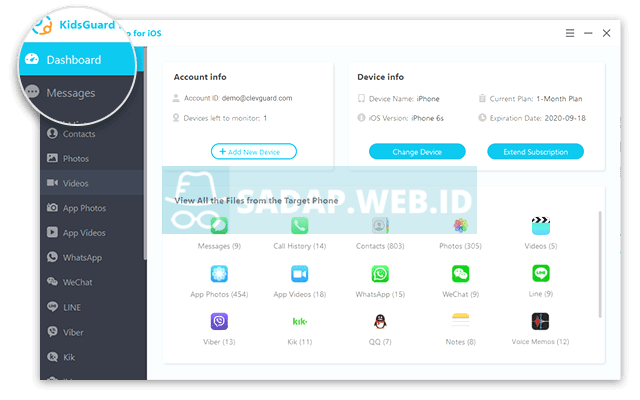 KidsGuard
o for iOS
Dashboard
Messages
Contacts
Photos
Videos
App Photos
App Videos
WhatsApp
WeChat
LINE
Viber
Kik
Account info
Account ID: demo@clevguard.com
Devices left to monitor: 1
+ Add New Device
Device info
Device Name: iPhone
Current Plan: 1-Month Plan
iOS Version: iPhone 6s
Expiration Date: 2020-09-18
Change Device
Extend Subscription
SADAP.WEB.ID
View All the Files from the Target Phone
Messages (9)
Call History (14)
Contacts (803)
Photos (305)
Videos (5)
App Photos (454)
App Videos (18)
WhatsApp (15)
WeChat (9)
LINE
Line (9)
kik
Viber (13)
Kik (11)
QQ (7)
Notes (8)
Voice Memos (12)